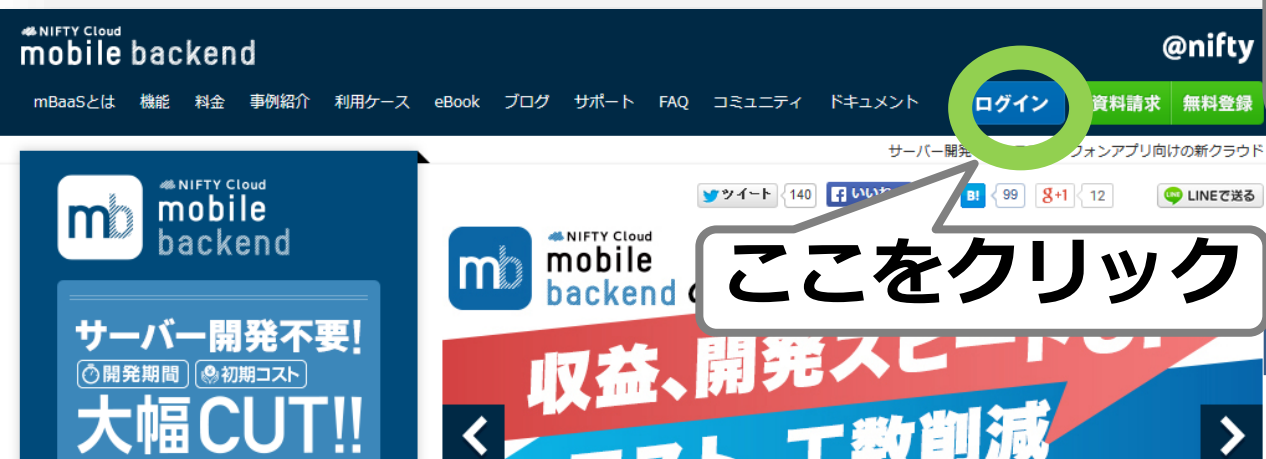 NIFTY Cloud
mobile backend
@nifty
mBaaSとは 機能 料金 事例紹介 利用ケース eBook ブログ サポート FAQ コミュニティ ドキュメント ログイン 資料請求 無料登録
サーバー開発 フォンアプリ向けの新クラウド
ツイート 140 いいね B! 99 g+1 12 LINEで送る
NIFTY Cloud
mobile
backend
mb
NIFTY Cloud
mobile
backend
mb
ここをクリック
サーバー開発不要!
開発期間 初期コスト
大幅CUT!!
収益、開発スピードUP
コスト、工数削減